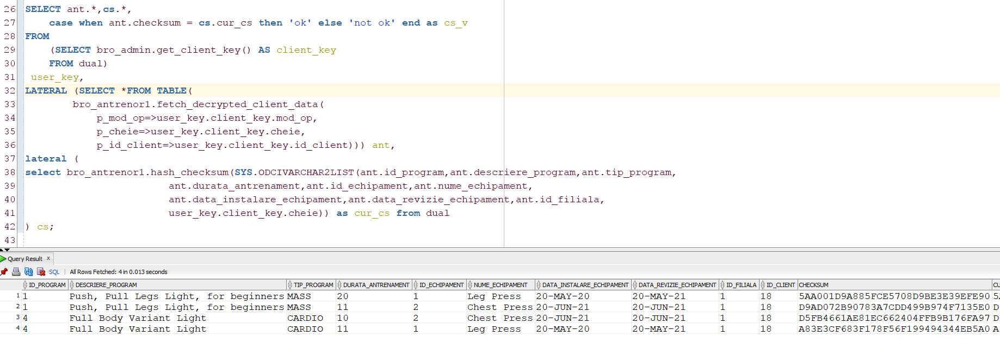 26 SELECT ant.*,cs.*,
27     case when ant.checksum = cs.cur_cs then 'ok' else 'not ok' end as cs_v
28 FROM
29     (SELECT bro_admin.get_client_key() AS client_key
30     FROM dual)
31  user_key,
32 LATERAL (SELECT *FROM TABLE(
33         bro_antrenor1.fetch_decrypted_client_data(
34             p_mod_op=>user_key.client_key.mod_op,
35             p_cheie=>user_key.client_key.cheie,
36             p_id_client=>user_key.client_key.id_client))) ant,
37 lateral (
38 select bro_antrenor1.hash_checksum(SYS.ODCIVARCHAR2LIST(ant.id_program,ant.descriere_program,ant.tip_program,
39                         ant.durata_antrenament,ant.id_echipament,ant.nume_echipament,
40                         ant.data_instalare_echipament,ant.data_revizie_echipament,ant.id_filiala,
41                         user_key.client_key.cheie)) as cur_cs from dual
42 ) cs;
43
Query Result x
SQL | All Rows Fetched: 4 in 0.013 seconds
ID_PROGRAM DESCRIERE_PROGRAM TIP_PROGRAM DURATA_ANTRENAMENT ID_ECHIPAMENT NUME_ECHIPAMENT DATA_INSTALARE_ECHIPAMENT DATA_REVIZIE_ECHIPAMENT ID_FILIALA ID_CLIENT CHECKSUM CU
1 1 Push, Pull Legs Light, for beginners MASS 20 1 Leg Press 20-MAY-20 20-MAY-21 1 18 5AA001D9A885FCE5708D9BE3E39EFE90 5
2 1 Push, Pull Legs Light, for beginners MASS 11 2 Chest Press 20-JUN-21 20-JUN-21 1 18 D9AD072B90783A7CDD499B974F7135E0 D
3 4 Full Body Variant Light CARDIO 10 2 Chest Press 20-JUN-21 20-JUN-21 1 18 D5FB4661AE81EC662404FFB9B176FA97 D
4 4 Full Body Variant Light CARDIO 11 1 Leg Press 20-MAY-20 20-MAY-21 1 18 A83E3CF683F178F56F199494344EB5A0 A